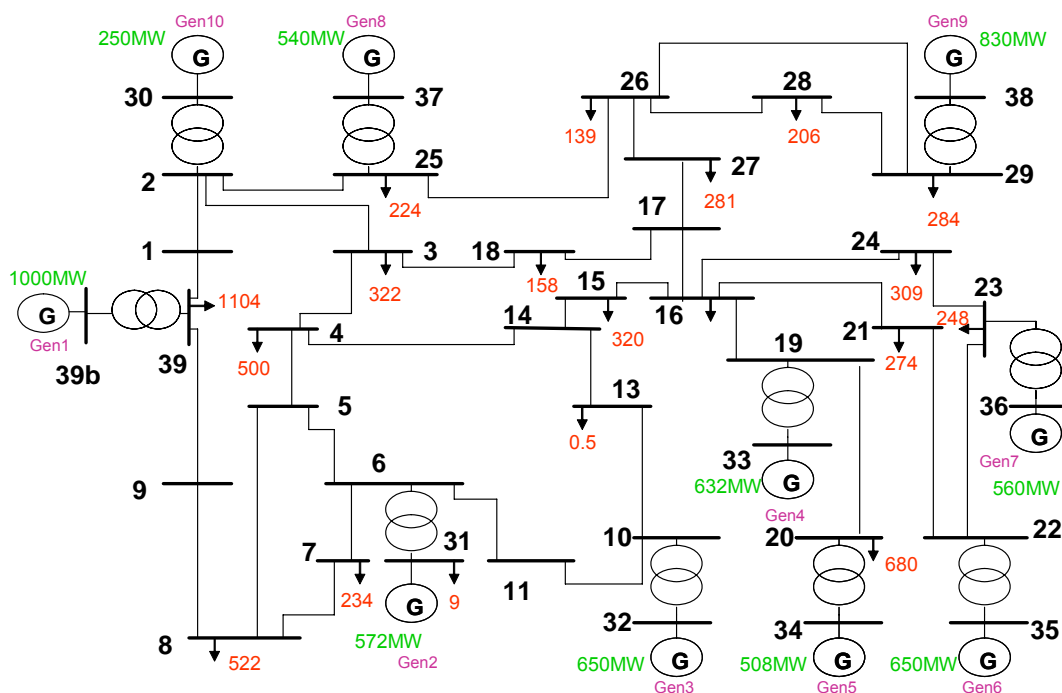 Gen10
Gen8
Gen9
250MW
G
540MW
G
G
830MW
30
37
26
28
38
139
206
25
27
2
29
224
281
284
17
1
3
18
24
1000MW
1104
322
158
15
309
23
G
14
16
248
Gen1
4
320
21
39
500
19
274
39b
5
13
36
0.5
G
6
33
Gen7
9
632MW
G
560MW
Gen4
7
31
10
20
22
234
G
9
11
680
572MW
32
34
35
8
522
Gen2
650MW
G
508MW
G
650MW
G
Gen3
Gen5
Gen6